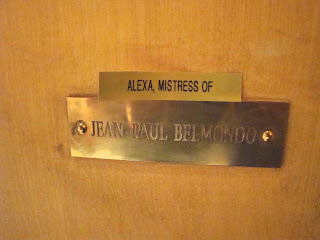 ALEXA, MISTRESS OF
JEAN-PAUL BELMONDO